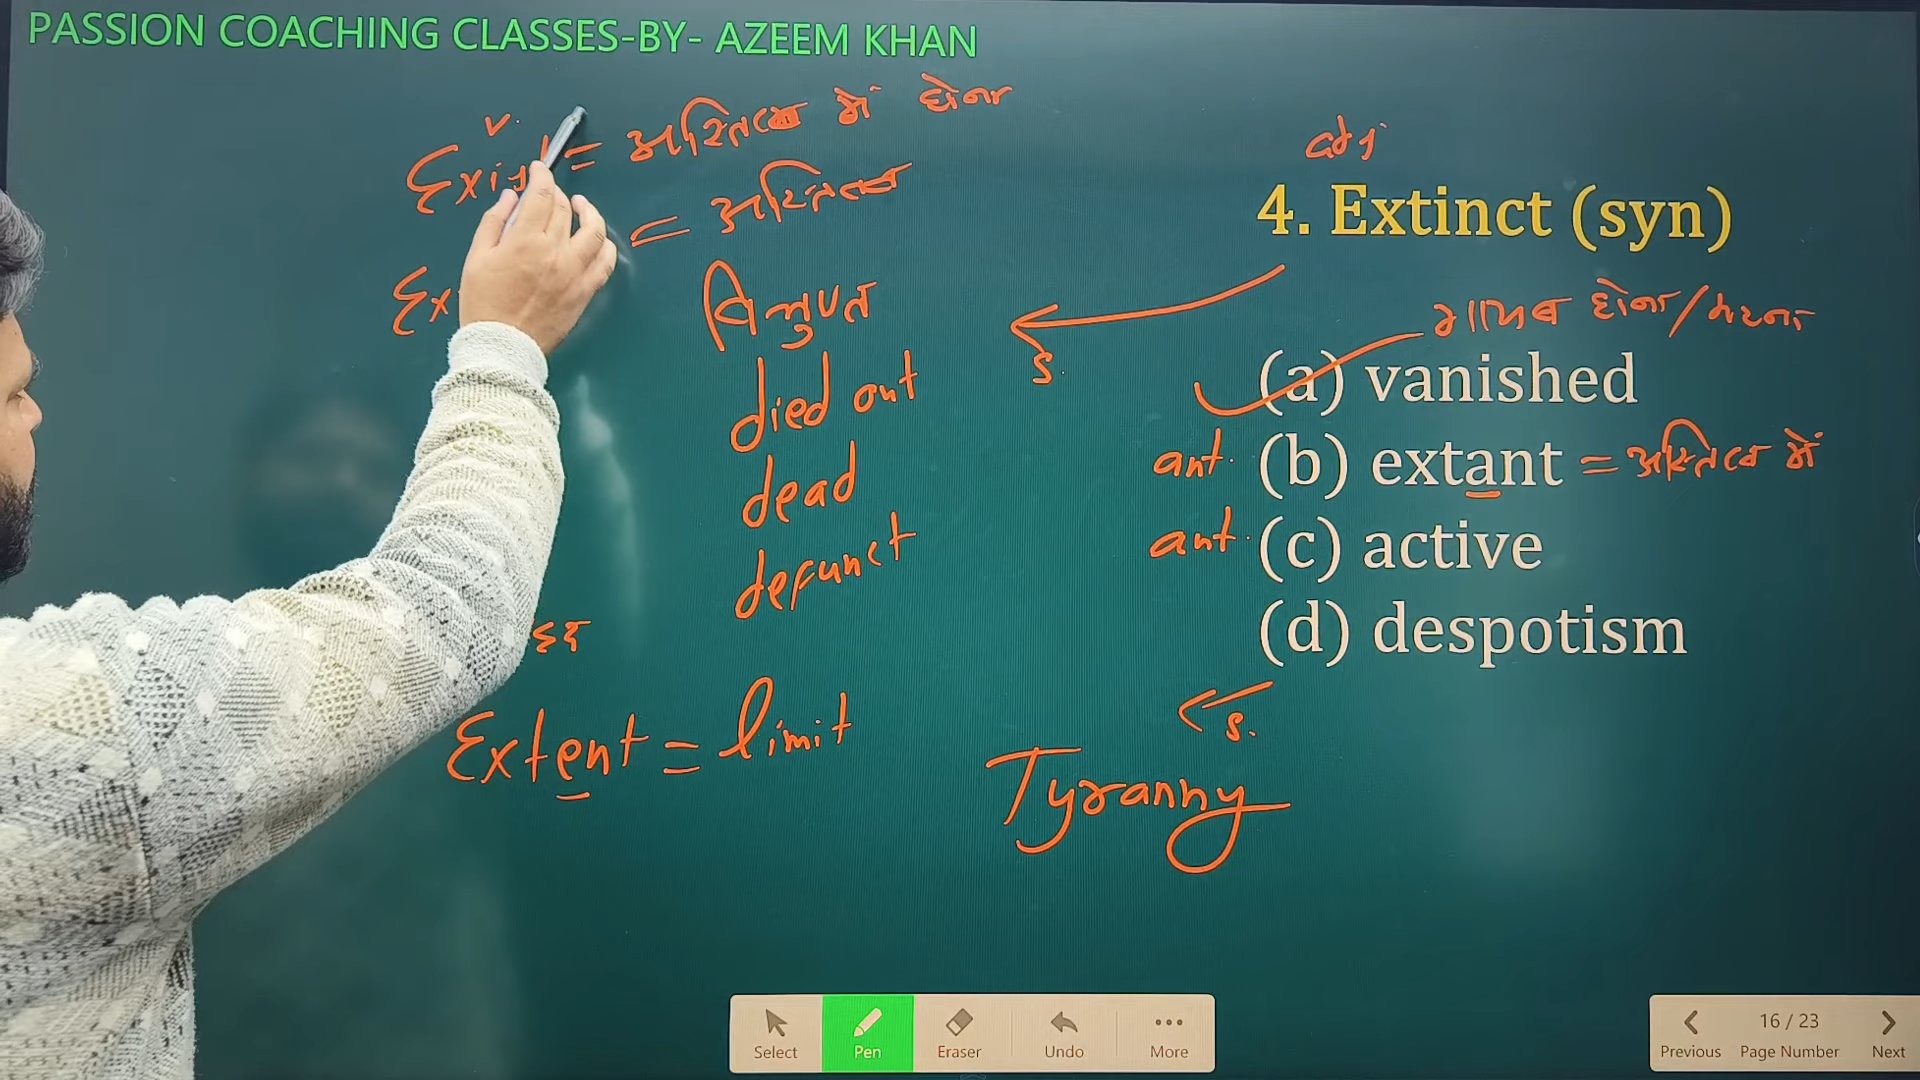 PASSION COACHING CLASSES-BY- AZEEM KHAN
v.
= अस्तित्व में होना
Ex
= अस्तित्व
विलुप्त
died out
dead
defunct
हद
Extent = limit
adj
4. Extinct (syn)
s.
गायब होना/मरना
(a) vanished
ant. (b) extant = अस्तित्व में
ant. (c) active
(d) despotism
s.
Tyranny
Select
Pen
Eraser
Undo
More
16 / 23
Previous
Page Number
Next